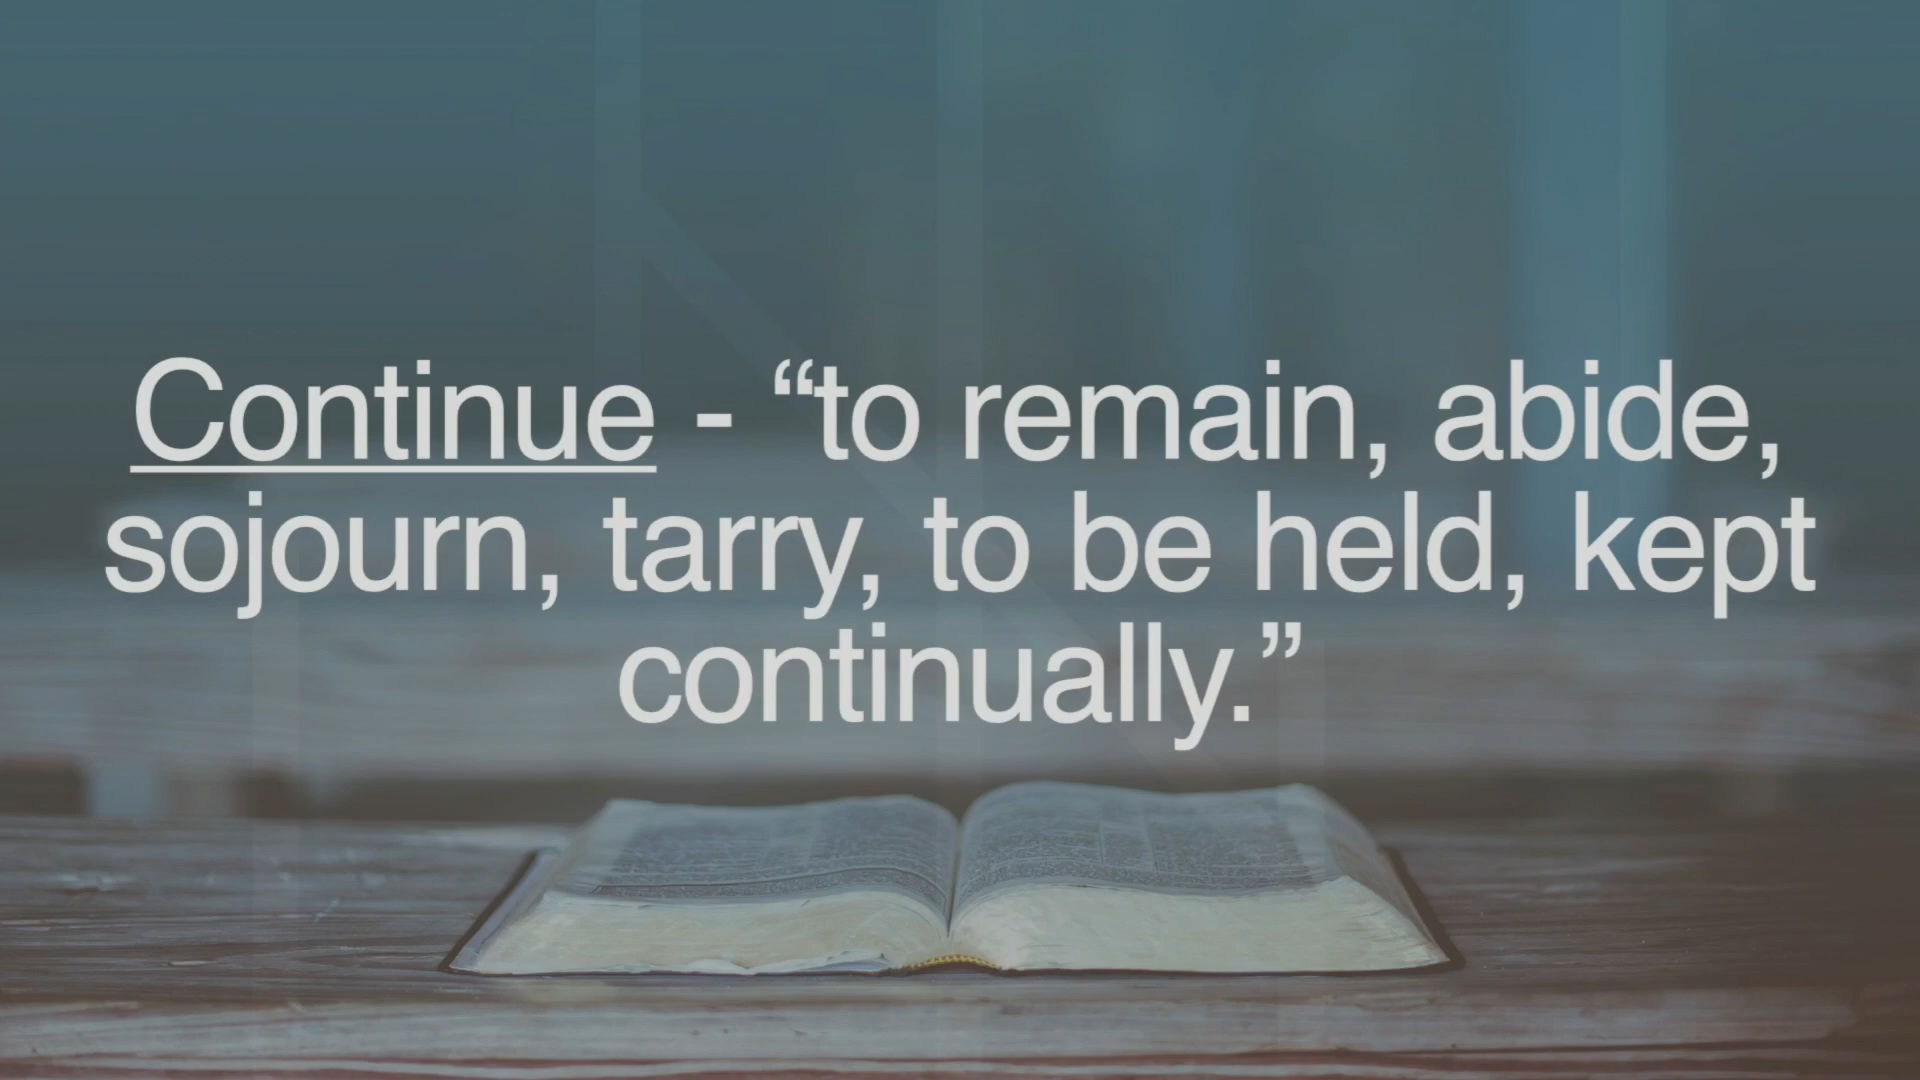 Continue - “to remain, abide,
sojourn, tarry, to be held, kept
continually.”